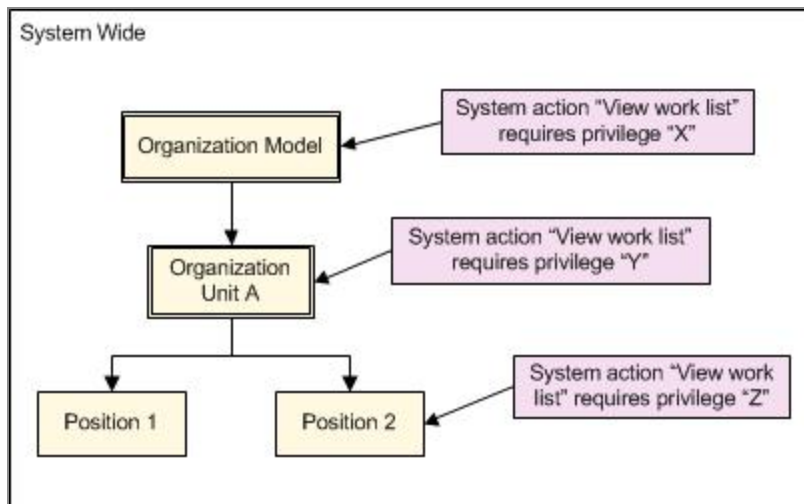 System Wide
System action “View work list”
requires privilege “X”
Organization Model
System action “View work list”
requires privilege “Y”
Organization
Unit A
System action “View work
list” requires privilege “Z”
Position 1
Position 2